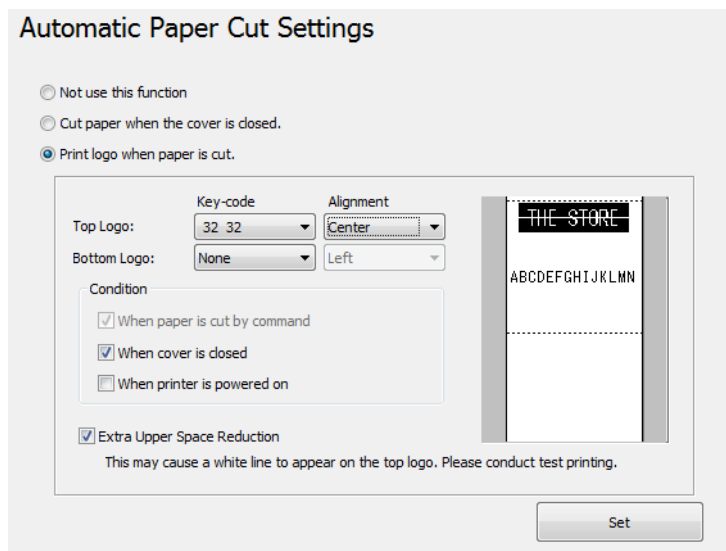 Automatic Paper Cut Settings
Not use this function
Cut paper when the cover is closed.
Print logo when paper is cut.
Key-code Alignment
Top Logo: 32 32 Center
THE STORE
Bottom Logo: None Left
ABCDEFGHIJKLMN
Condition
When paper is cut by command
When cover is closed
When printer is powered on
Extra Upper Space Reduction
This may cause a white line to appear on the top logo. Please conduct test printing.
Set